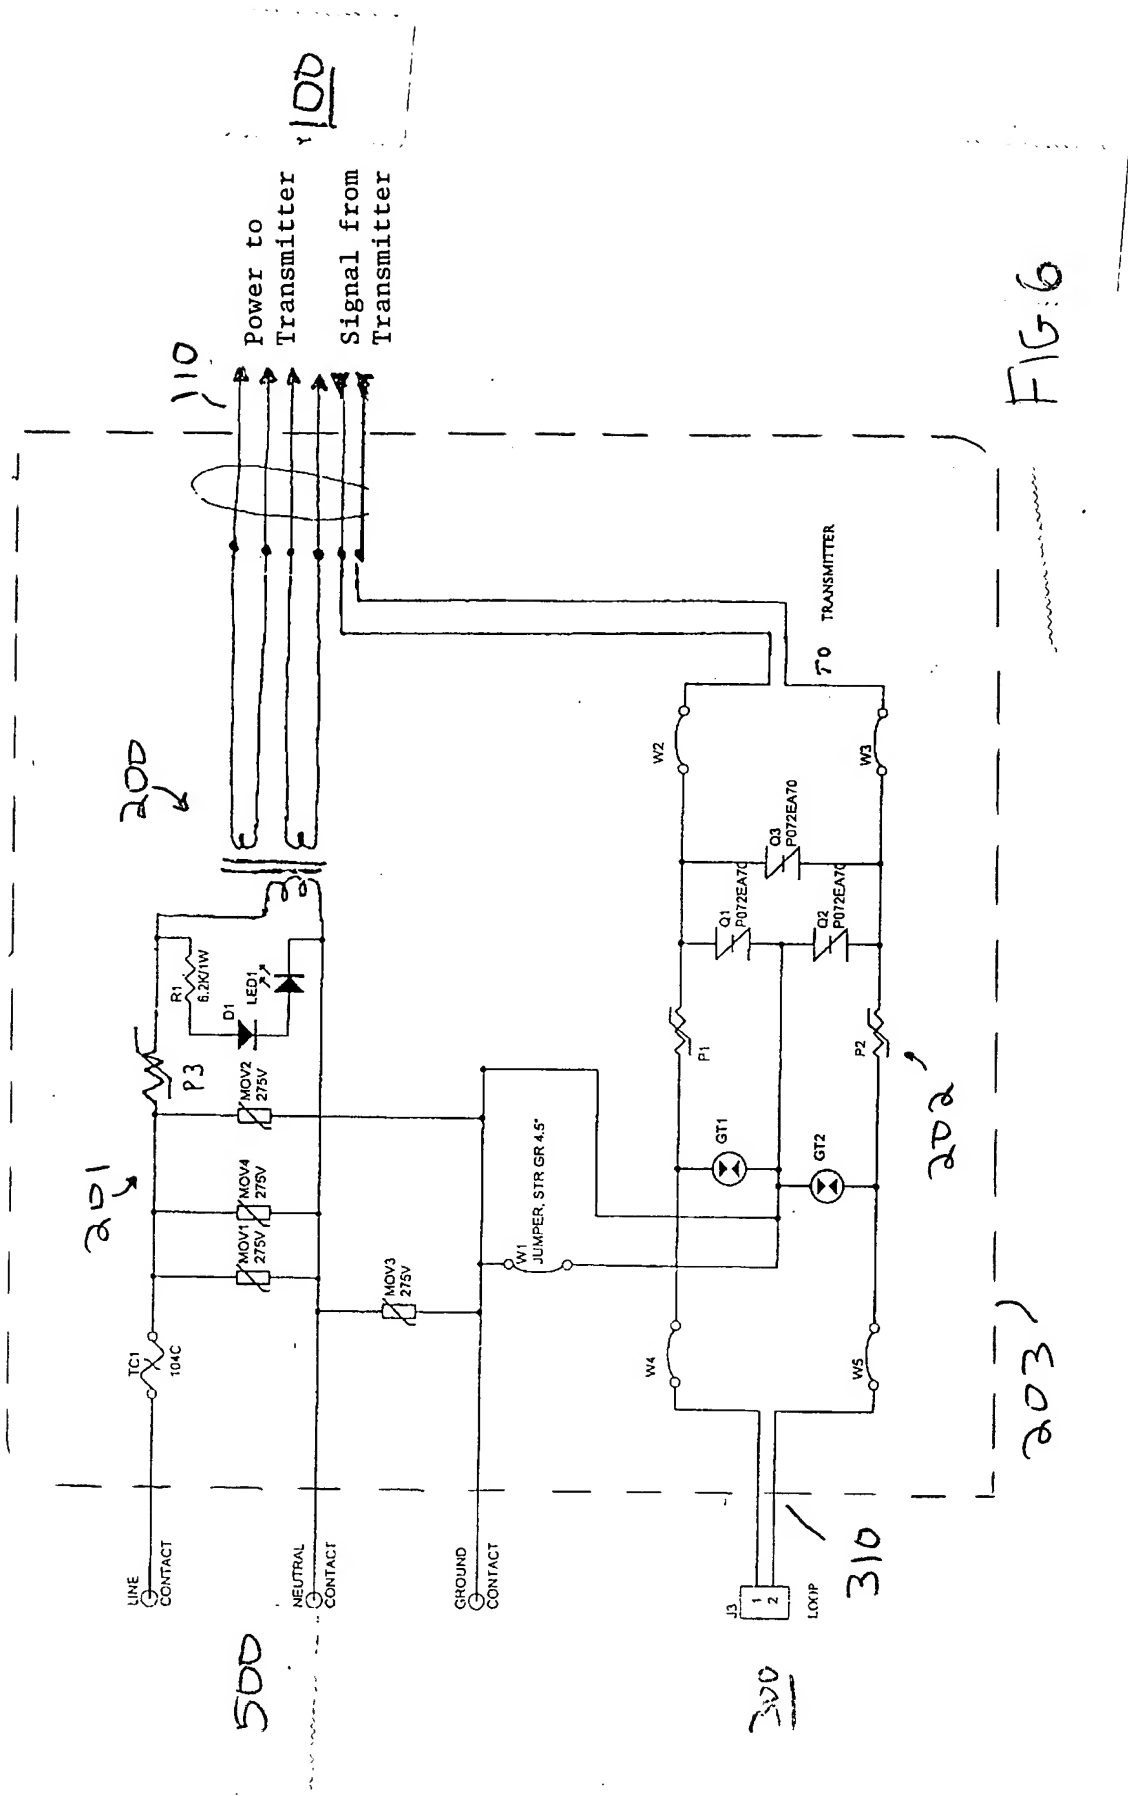 LINE
CONTACT
NEUTRAL
CONTACT
GROUND
CONTACT
500
TC1
104C
201
MOV1
275V
MOV4
275V
MOV2
275V
MOV3
275V
P3
R1
6.2K/1W
D1
LED1
200
110
Power to
Transmitter
Signal from
Transmitter
100
W1
JUMPER, STR GR 4.5"
300
J3
1
2
LOOP
310
W4
W5
GT1
GT2
P1
P2
202
Q1
P072EA70
Q2
P072EA70
Q3
P072EA70
W2
W3
TO TRANSMITTER
203
FIG. 6